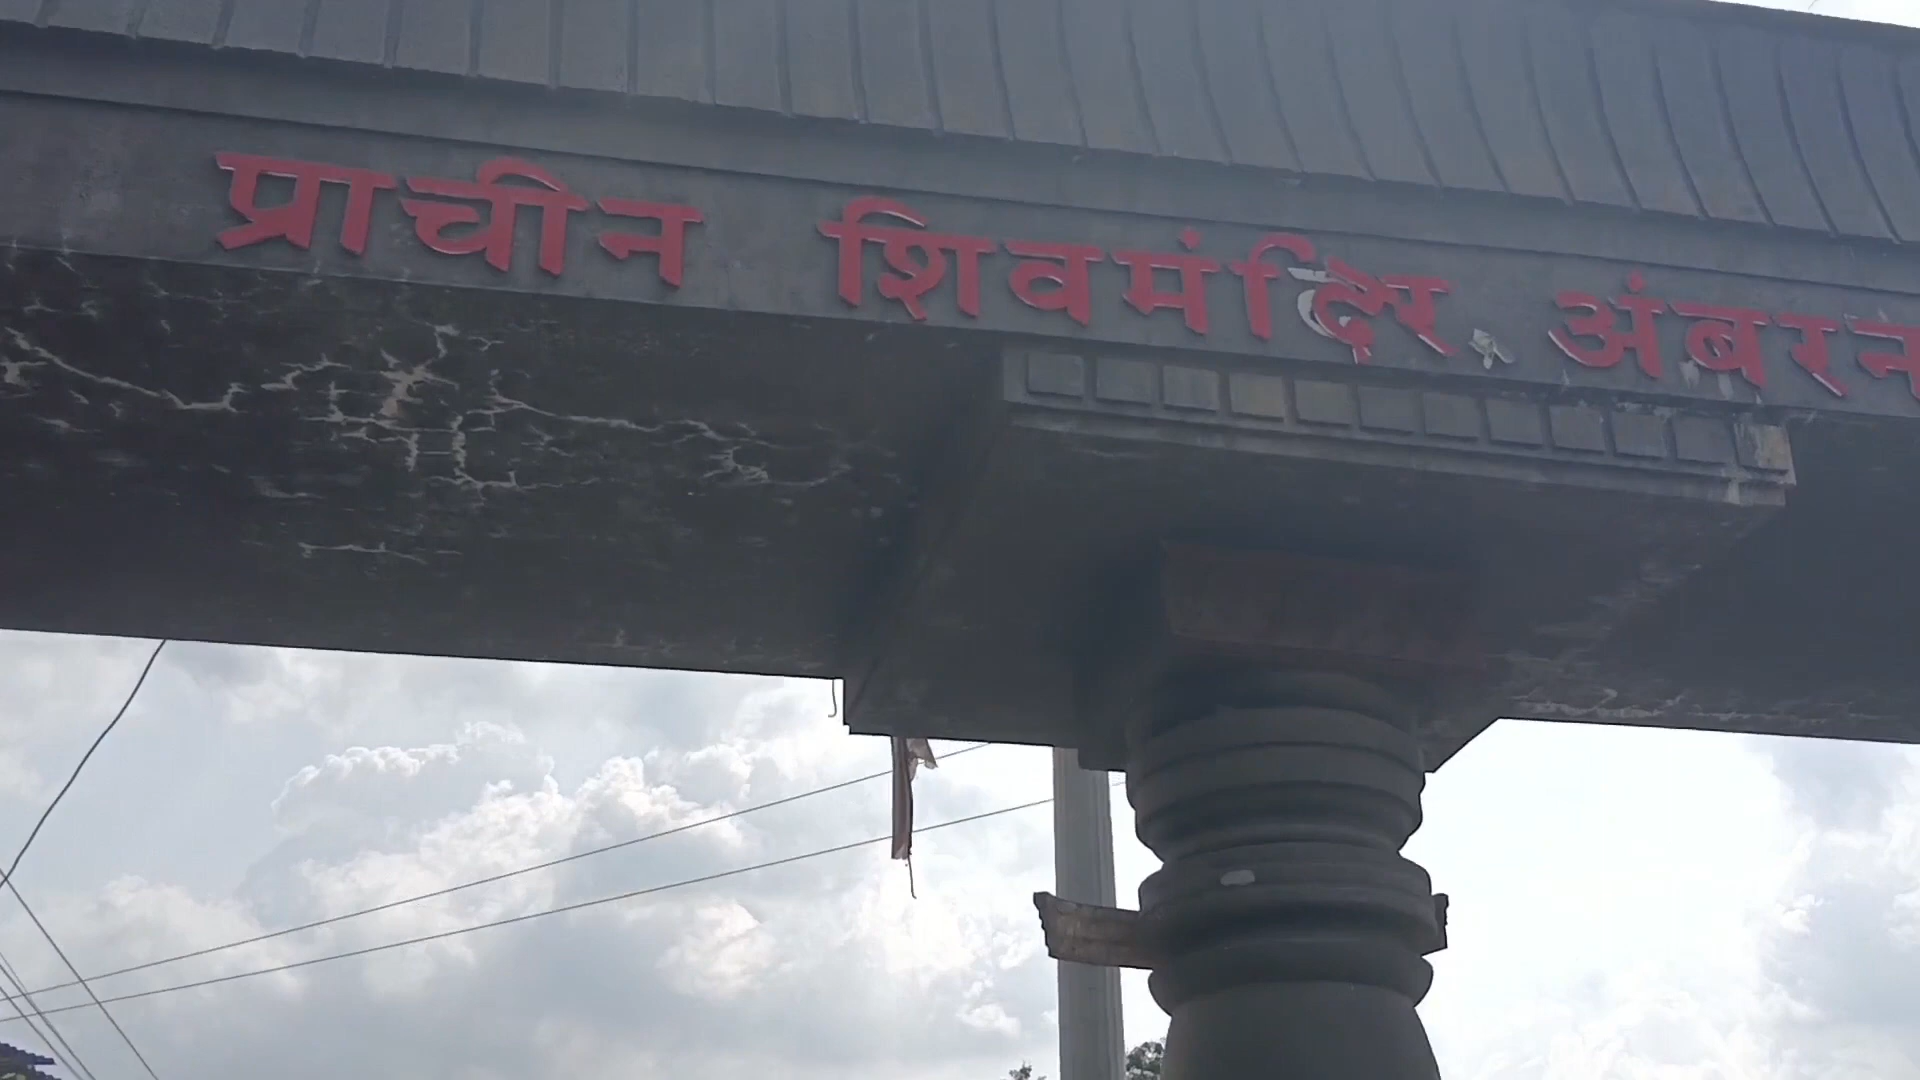 प्राचीन शिवमंदिर. अंबरन